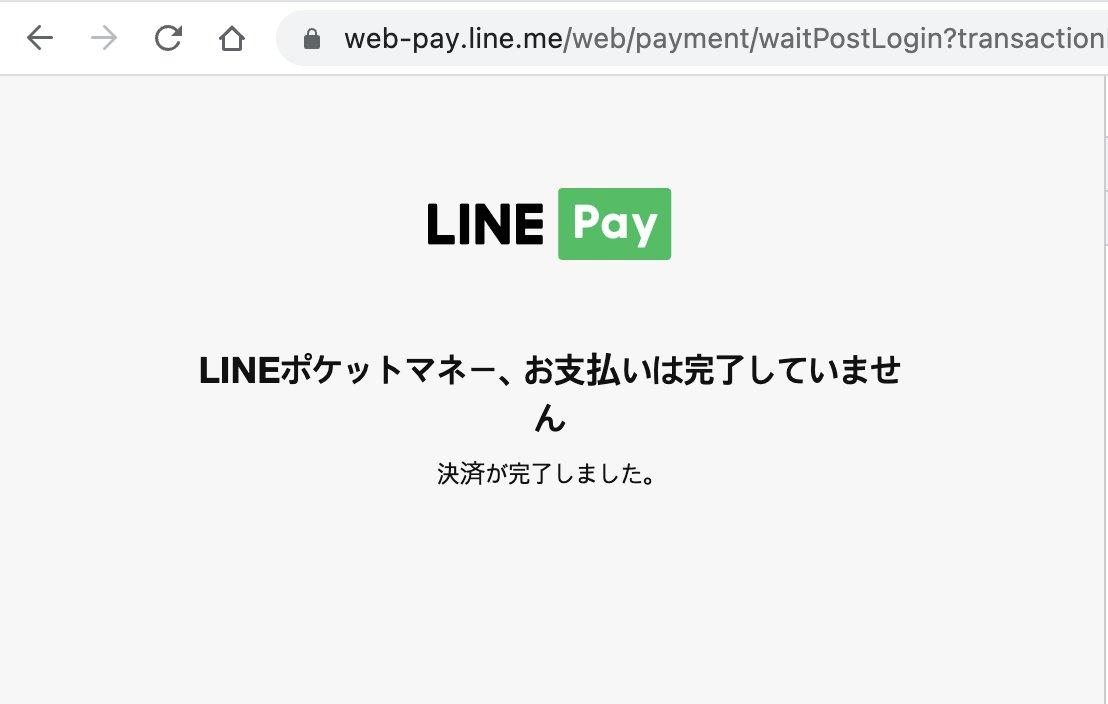 web-pay.line.me/web/payment/waitPostLogin?transaction
LINE Pay
LINEポケットマネー、お支払いは完了していませ
ん
決済が完了しました。